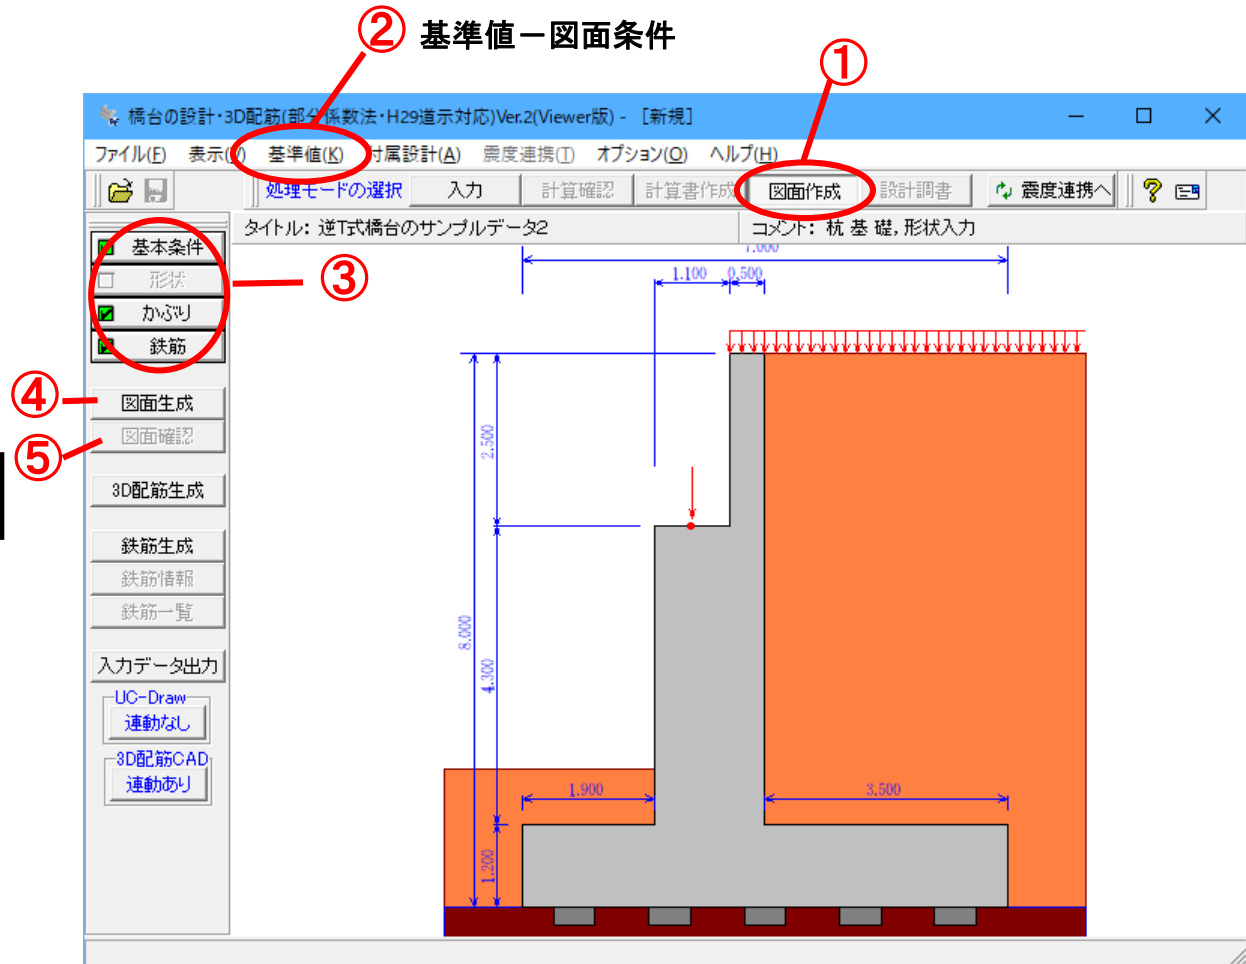 ② 基準値－図面条件
①
橋台の設計・3D配筋(部分係数法・H29道示対応)Ver.2(Viewer版) - [新規]
ファイル(F) 表示(V) 基準値(K) 付属設計(A) 震度連携(T) オプション(O) ヘルプ(H)
処理モードの選択 入力 計算確認 計算書作成 図面作成 設計調書 震度連携へ
タイトル： 逆T式橋台のサンプルデータ2 コメント： 杭 基 礎, 形状入力
基本条件
形状
かぶり
鉄筋
③
④
図面生成
⑤
図面確認
3D配筋生成
鉄筋生成
鉄筋情報
鉄筋一覧
入力データ出力
UC-Draw
連動なし
3D配筋CAD
連動あり
7.000
1.100 0.500
2.500
8.000
4.300
1.900 3.500
1.200